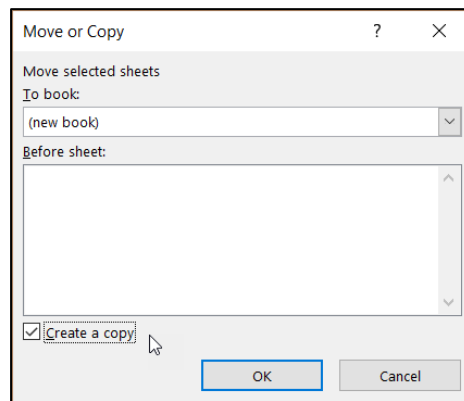 Move or Copy ?
Move selected sheets
To book:
(new book)
Before sheet:
Create a copy
OK Cancel